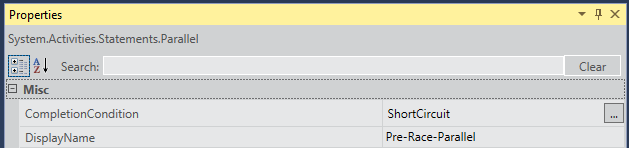 Properties
System.Activities.Statements.Parallel
A Z Search: Clear
Misc
CompletionCondition ShortCircuit ...
DisplayName Pre-Race-Parallel